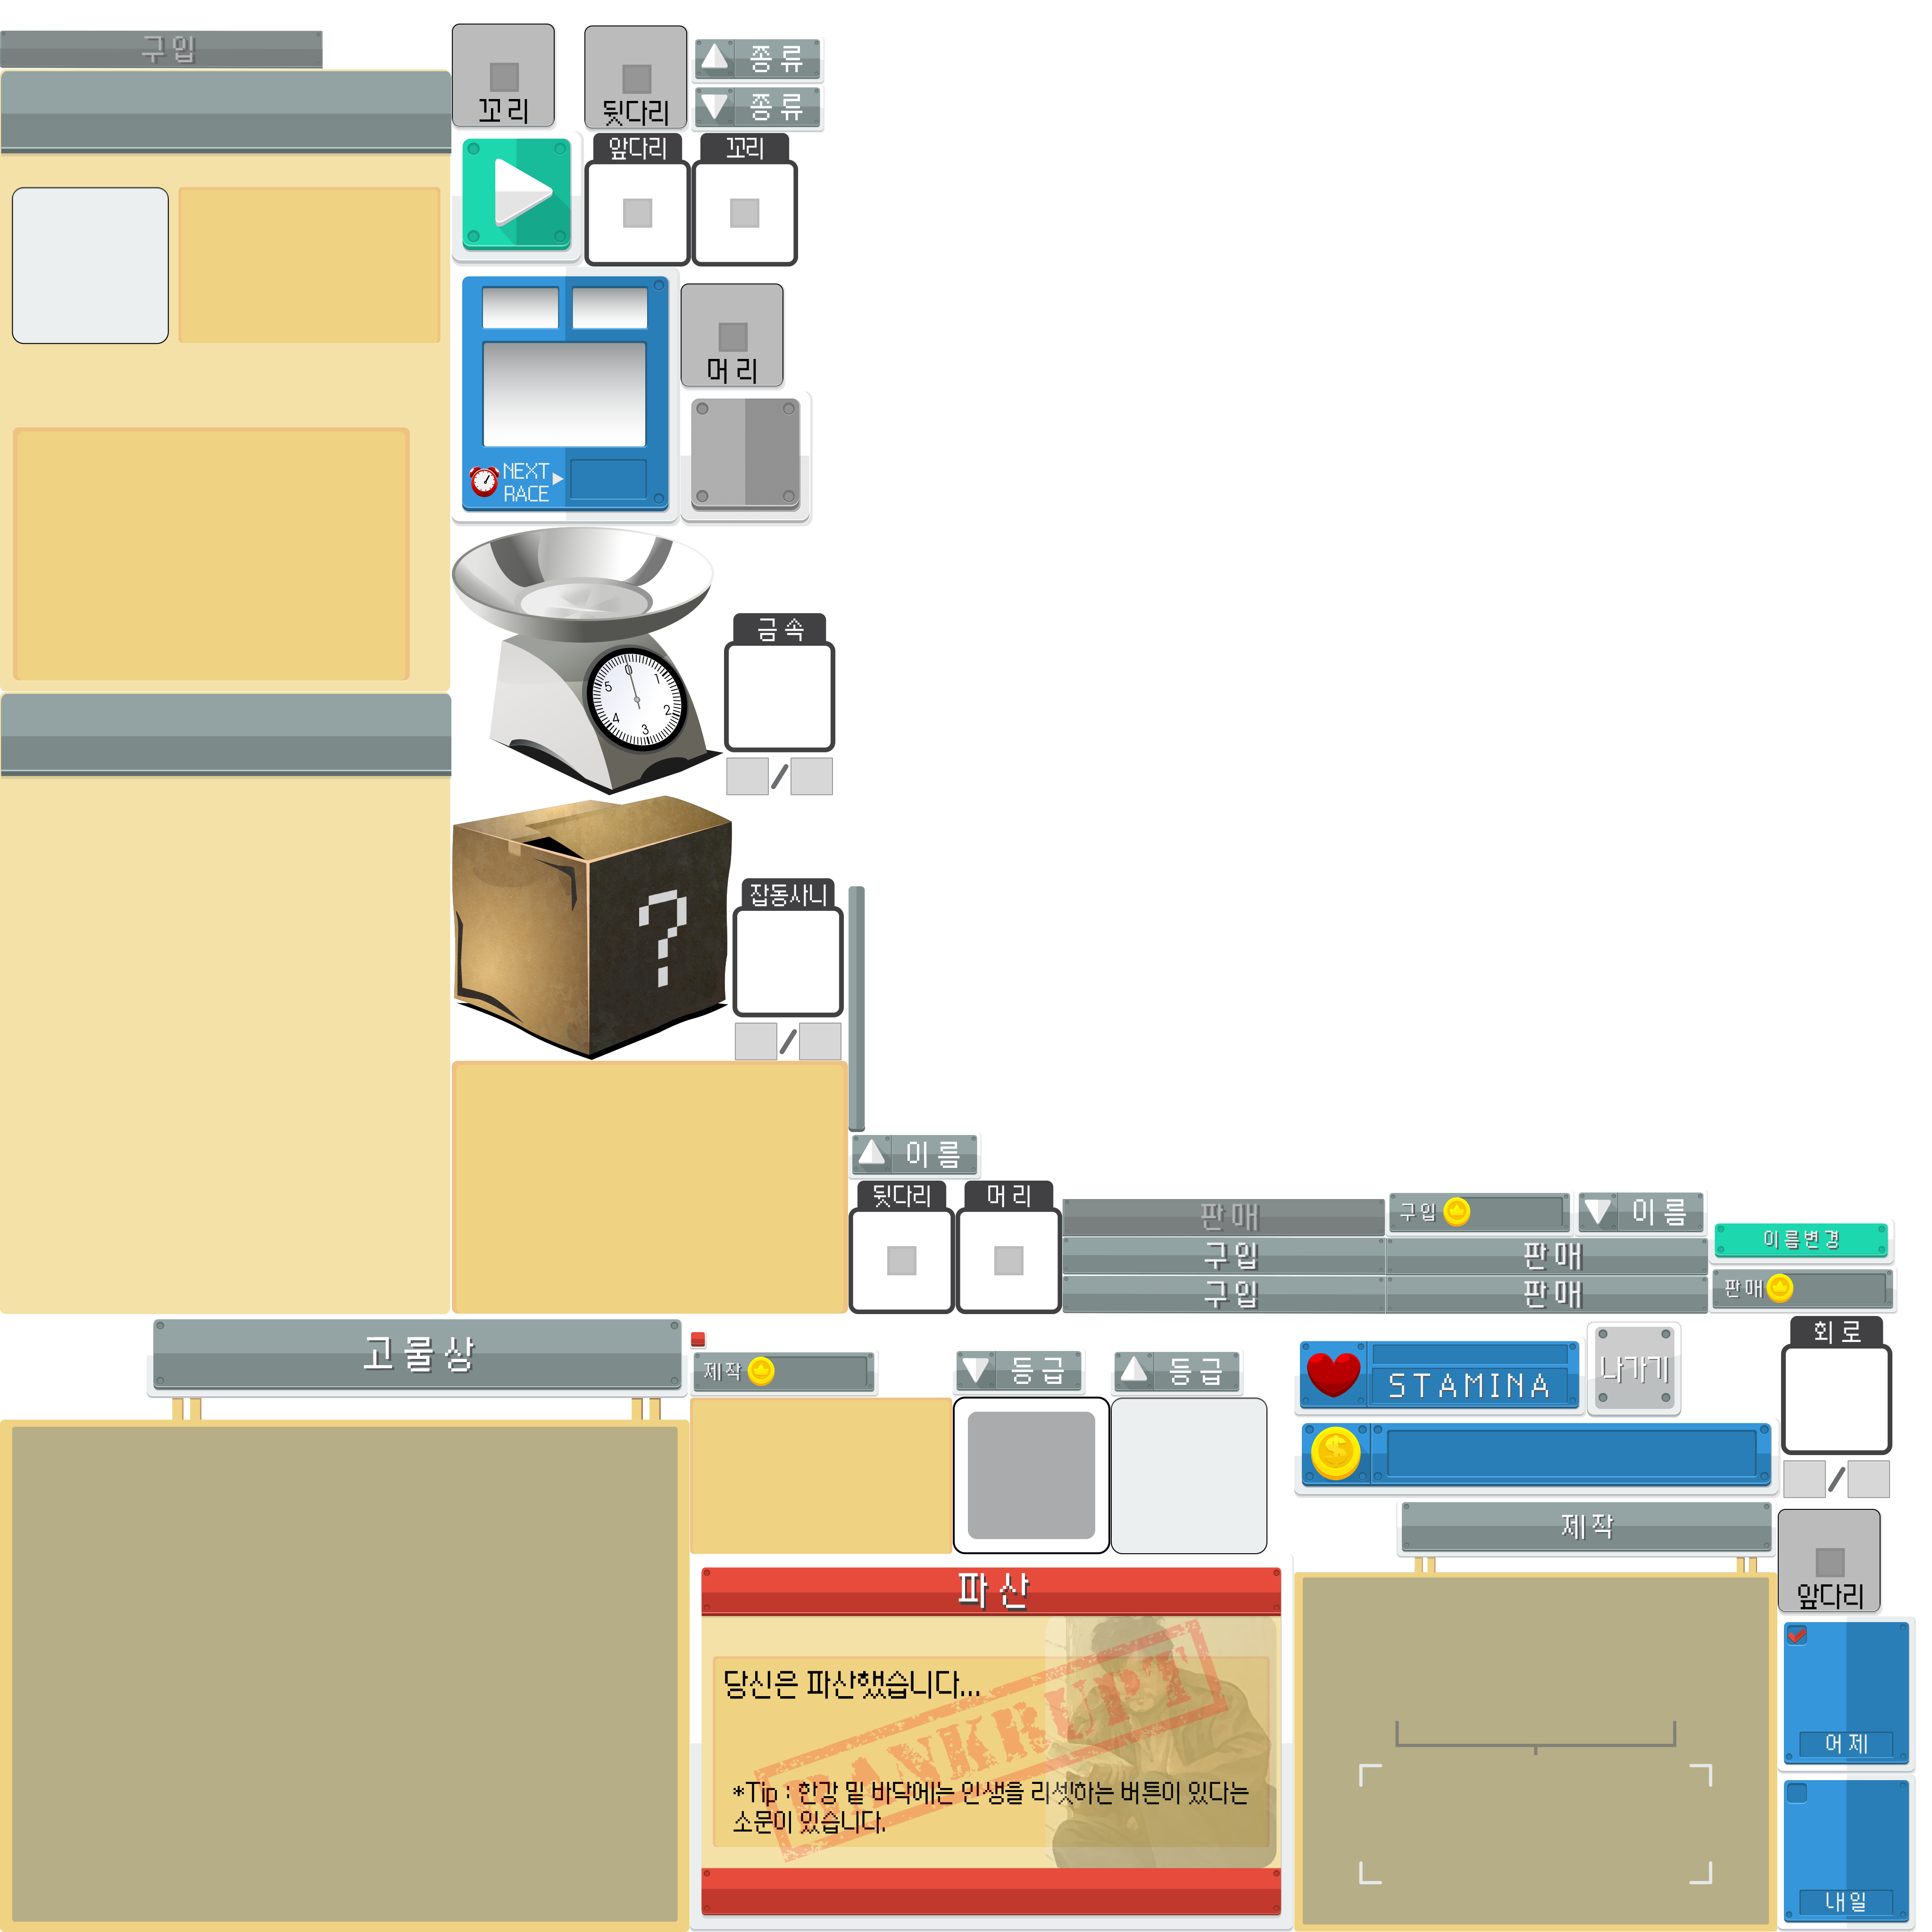 구입
꼬리
뒷다리
종류
종류
앞다리
꼬리
NEXT
RACE
머리
금속
0
1
2
3
4
5
/
?
잡동사니
/
이름
뒷다리
머리
판매
구입
이름
구입
판매
이름변경
구입
판매
판매
고물상
제작
등급
등급
STAMINA
나가기
회로
$
/
제작
앞다리
파산
당신은 파산했습니다...
BANKRUPT
*Tip : 한강 밑 바닥에는 인생을 리셋하는 버튼이 있다는
소문이 있습니다.
어제
내일